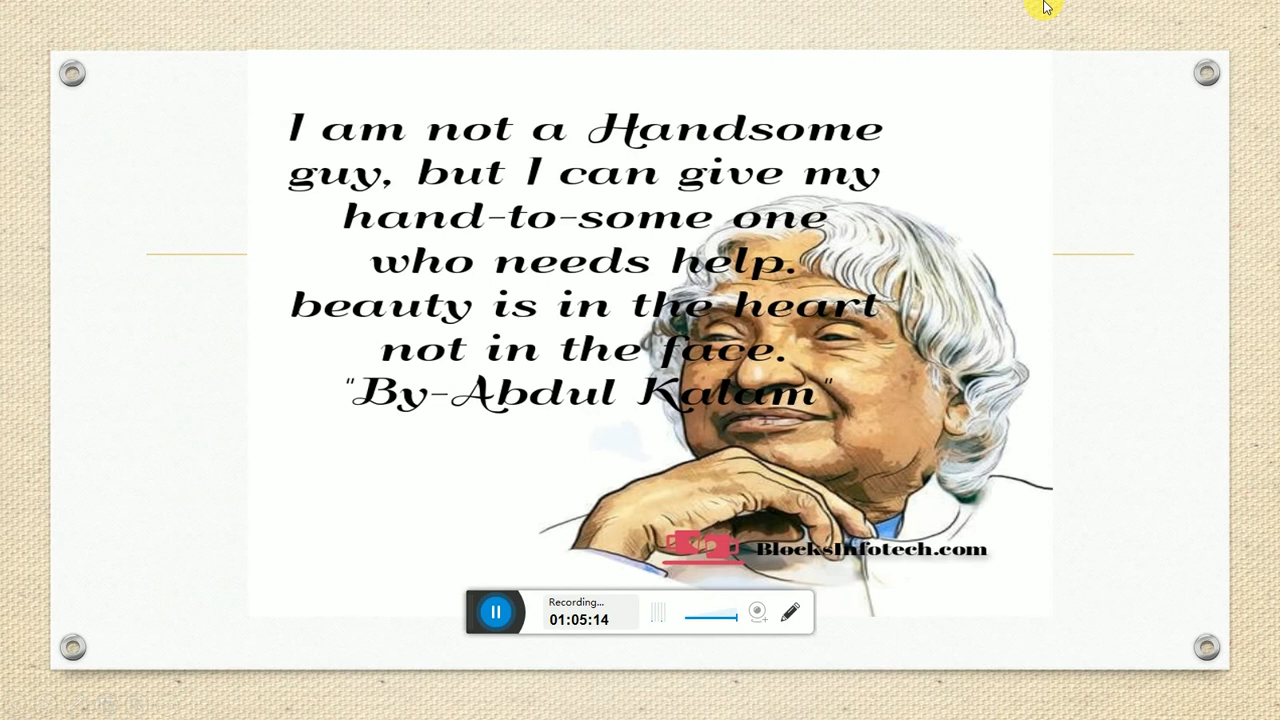 I am not a Handsome
guy, but I can give my
hand-to-some one
who needs help.
beauty is in the heart
not in the face.
"By-Abdul Kalam"
BlocksInfotech.com
Recording...
01:05:14